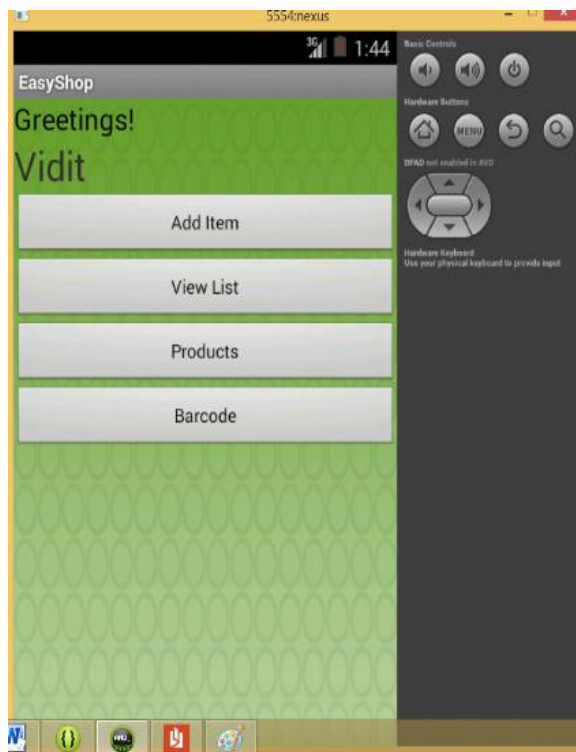 5554:nexus
3G 1:44
EasyShop
Greetings!
Vidit
Add Item
View List
Products
Barcode
Basic Controls
Hardware Buttons
MENU
DPAD not enabled in AVD
Hardware Keyboard
Use your physical keyboard to provide input
W